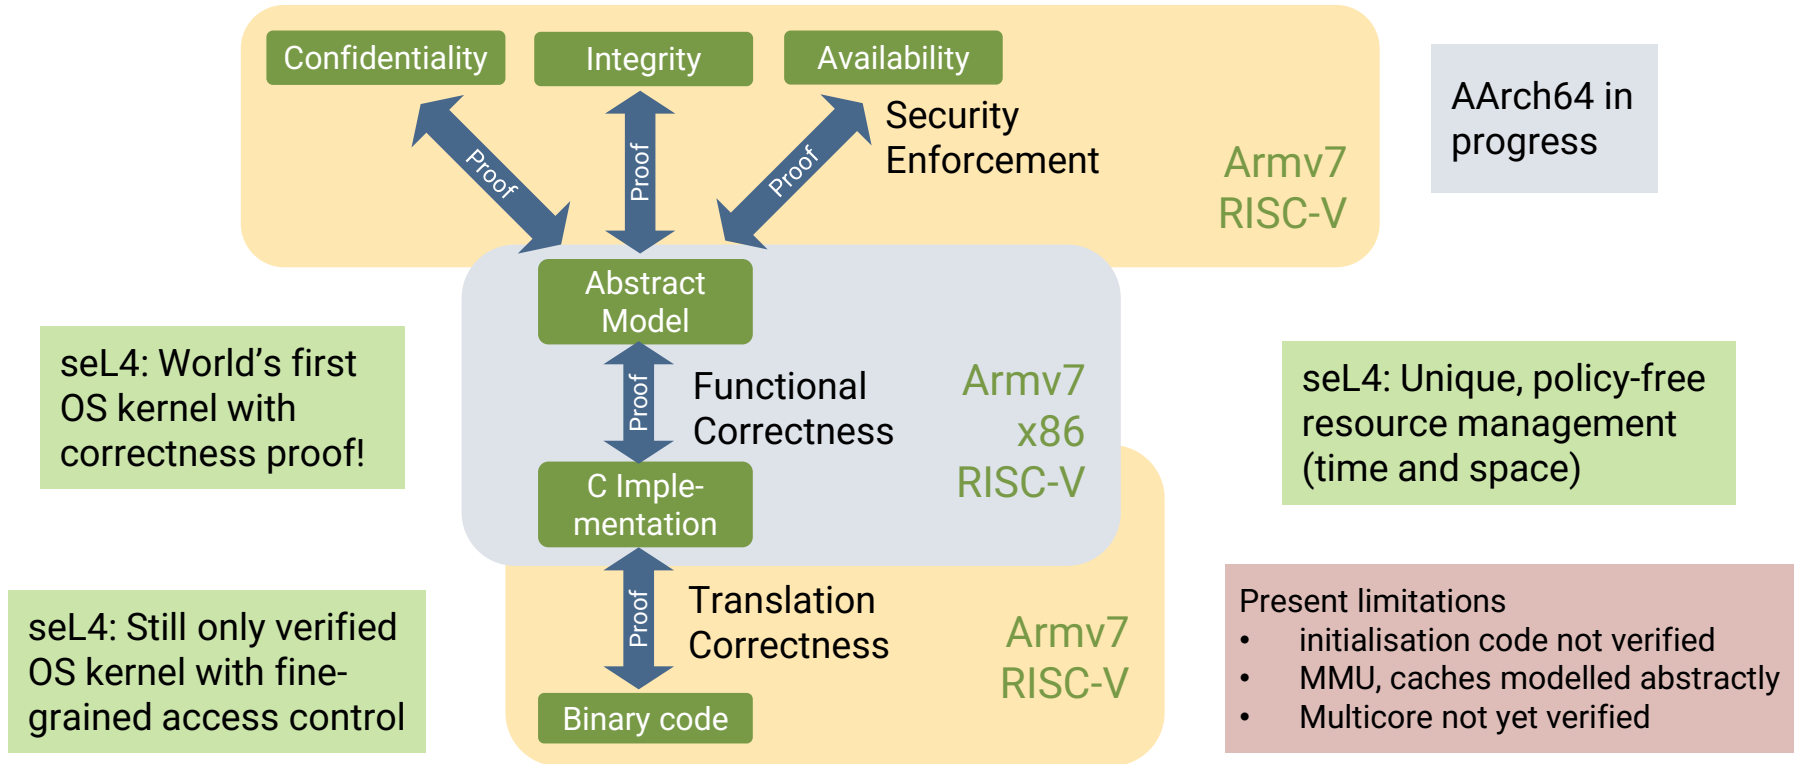 Confidentiality
Integrity
Availability
Proof
Proof
Proof
Security
Enforcement
Armv7
RISC-V
AArch64 in
progress
Abstract
Model
seL4: World’s first
OS kernel with
correctness proof!
Proof
Functional
Correctness
Armv7
x86
RISC-V
seL4: Unique, policy-free
resource management
(time and space)
C Imple-
mentation
seL4: Still only verified
OS kernel with fine-
grained access control
Proof
Translation
Correctness
Armv7
RISC-V
Binary code
Present limitations
• initialisation code not verified
• MMU, caches modelled abstractly
• Multicore not yet verified